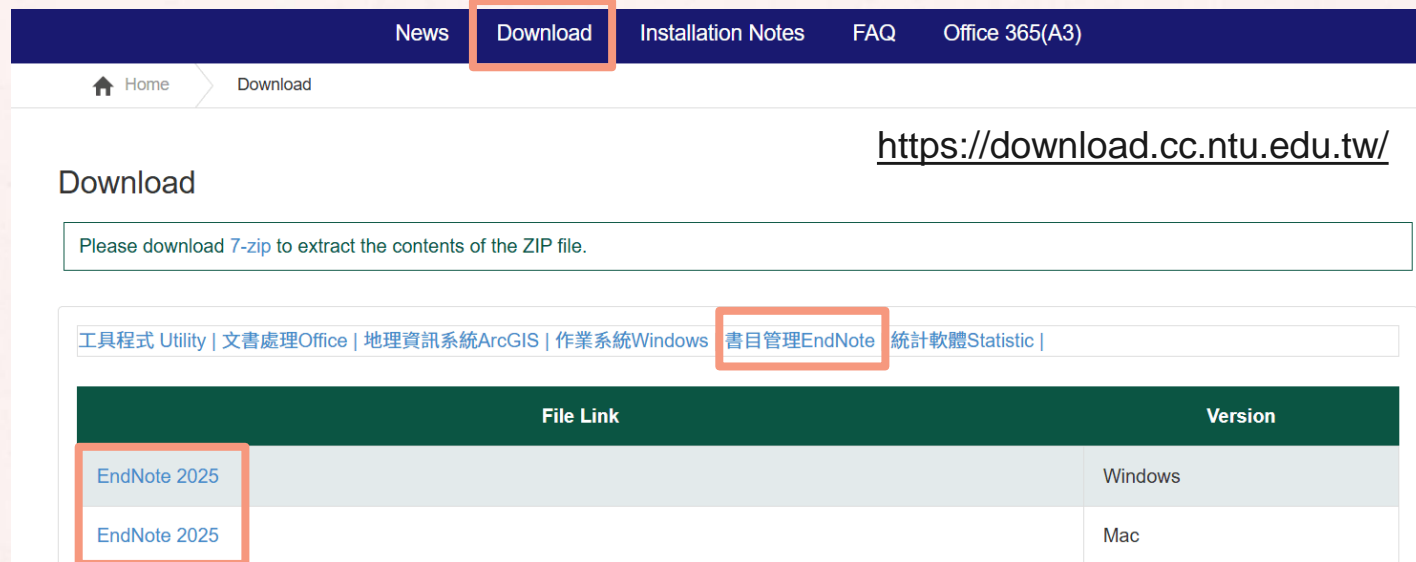 News Download Installation Notes FAQ Office 365(A3)
Home Download
https://download.cc.ntu.edu.tw/
Download
Please download 7-zip to extract the contents of the ZIP file.
工具程式 Utility | 文書處理Office | 地理資訊系統ArcGIS | 作業系統Windows 書目管理EndNote 統計軟體Statistic |
File Link Version
EndNote 2025 Windows
EndNote 2025 Mac